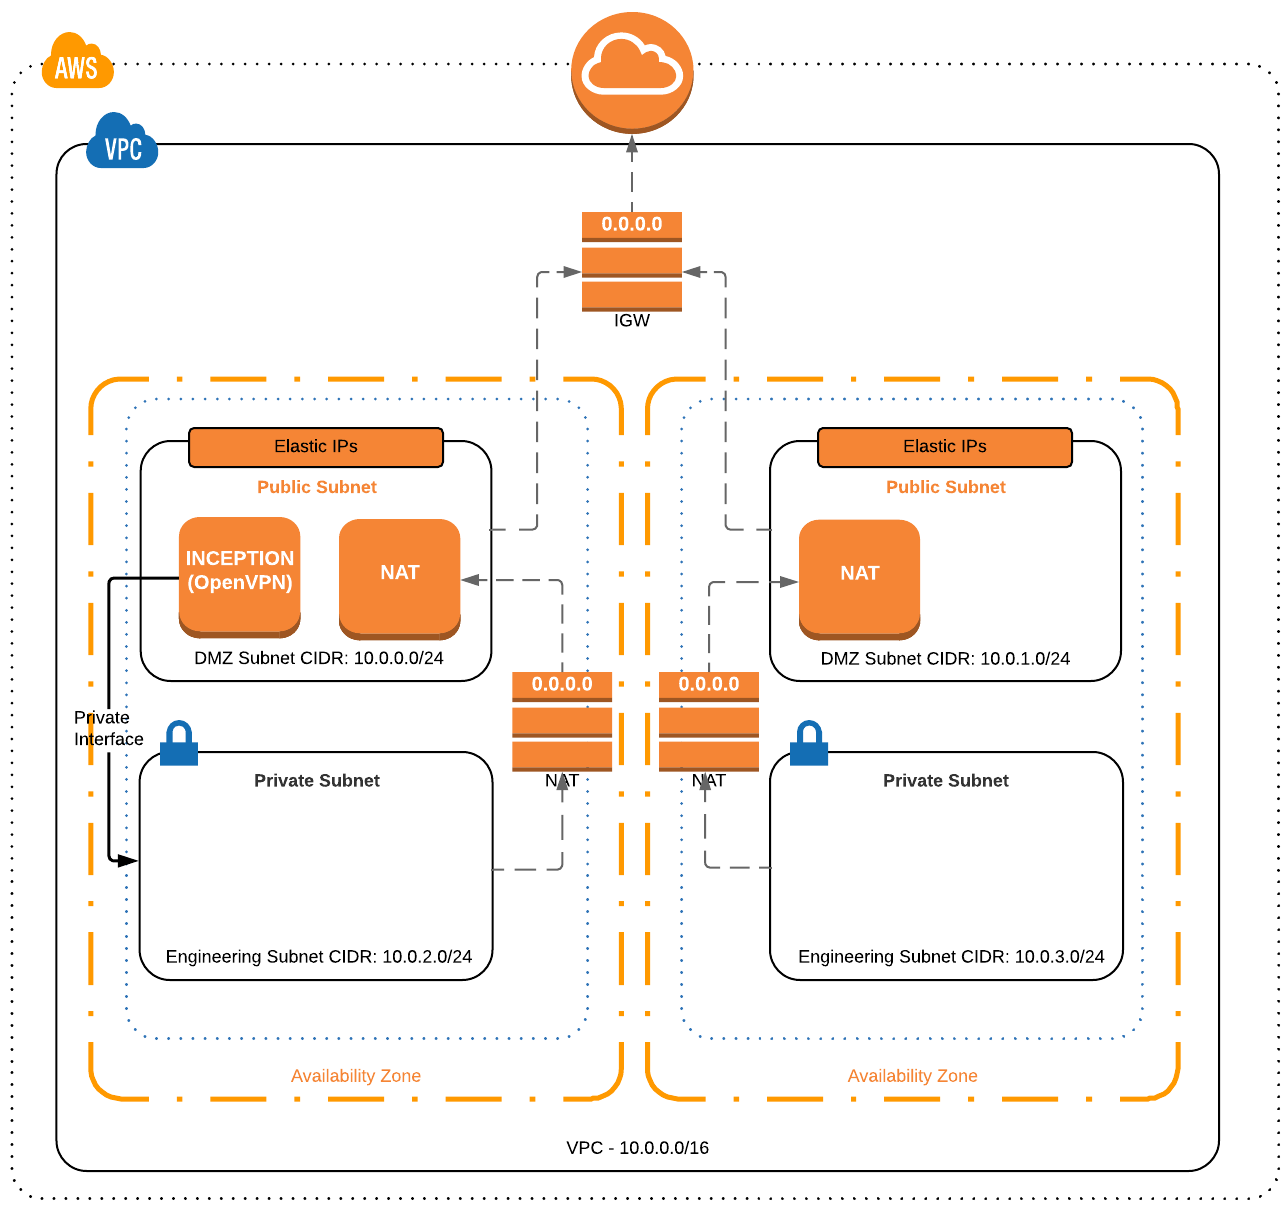 AWS
VPC
0.0.0.0
IGW
Elastic IPs
Public Subnet
INCEPTION
(OpenVPN)
NAT
DMZ Subnet CIDR: 10.0.0.0/24
Elastic IPs
Public Subnet
NAT
DMZ Subnet CIDR: 10.0.1.0/24
0.0.0.0
NAT
0.0.0.0
NAT
Private
Interface
Private Subnet
Engineering Subnet CIDR: 10.0.2.0/24
Private Subnet
Engineering Subnet CIDR: 10.0.3.0/24
Availability Zone
Availability Zone
VPC - 10.0.0.0/16